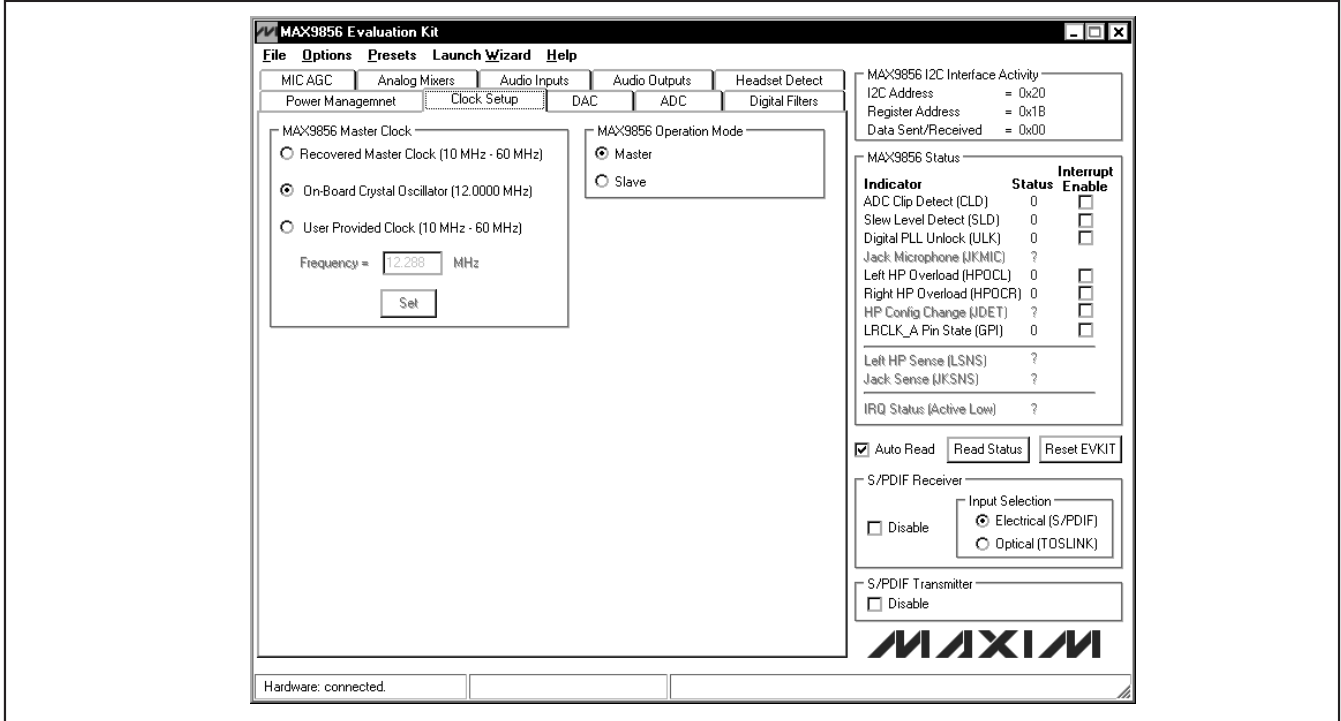 MAX9856 Evaluation Kit
File Options Presets Launch Wizard Help
MIC AGC Analog Mixers Audio Inputs Audio Outputs Headset Detect
Power Managemnet Clock Setup DAC ADC Digital Filters
MAX9856 Master Clock
Recovered Master Clock (10 MHz - 60 MHz)
On-Board Crystal Oscillator (12.0000 MHz)
User Provided Clock (10 MHz - 60 MHz)
Frequency = 12.288 MHz
Set
MAX9856 Operation Mode
Master
Slave
MAX9856 I2C Interface Activity
I2C Address = 0x20
Register Address = 0x1B
Data Sent/Received = 0x00
MAX9856 Status
Interrupt
Indicator Status Enable
ADC Clip Detect (CLD) 0
Slew Level Detect (SLD) 0
Digital PLL Unlock (ULK) 0
Jack Microphone (JKMIC) ?
Left HP Overload (HPOCL) 0
Right HP Overload (HPOCR) 0
HP Config Change (JDET) ?
LRCLK_A Pin State (GPI) 0
Left HP Sense (LSNS) ?
Jack Sense (JKSNS) ?
IRQ Status (Active Low) ?
Auto Read Read Status Reset EVKIT
S/PDIF Receiver
Disable
Input Selection
Electrical (S/PDIF)
Optical (TOSLINK)
S/PDIF Transmitter
Disable
MAXIM
Hardware: connected.